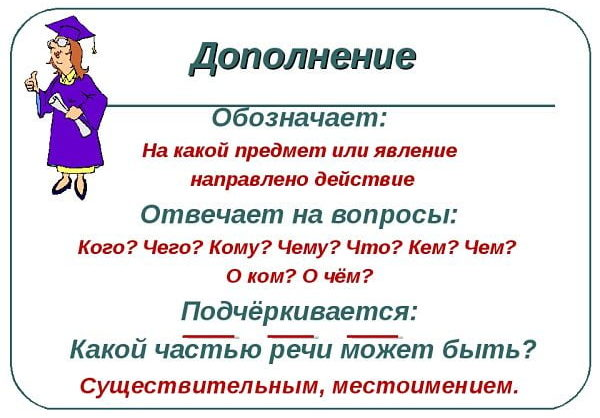 Дополнение
Обозначает:
На какой предмет или явление
направлено действие
Отвечает на вопросы:
Кого? Чего? Кому? Чему? Что? Кем? Чем?
О ком? О чём?
Подчёркивается:
Какой частью речи может быть?
Существительным, местоимением.